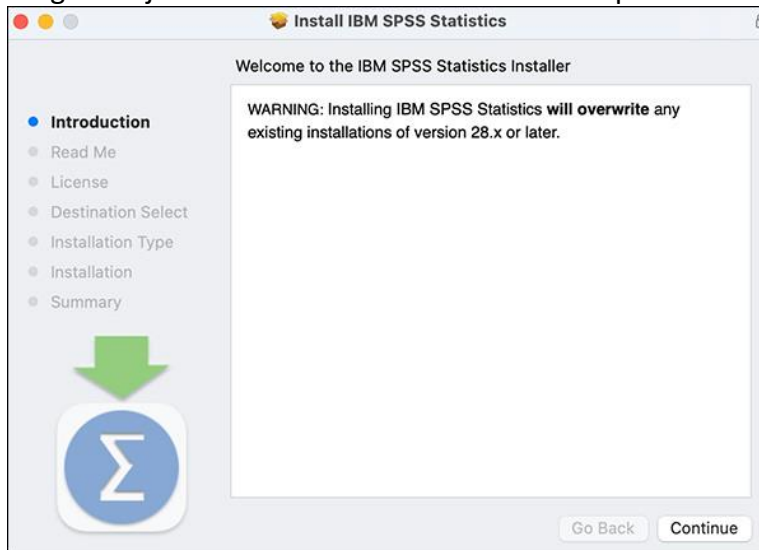 Install IBM SPSS Statistics
Welcome to the IBM SPSS Statistics Installer
Introduction
Read Me
License
Destination Select
Installation Type
Installation
Summary
WARNING: Installing IBM SPSS Statistics will overwrite any
existing installations of version 28.x or later.
Σ
Go Back
Continue